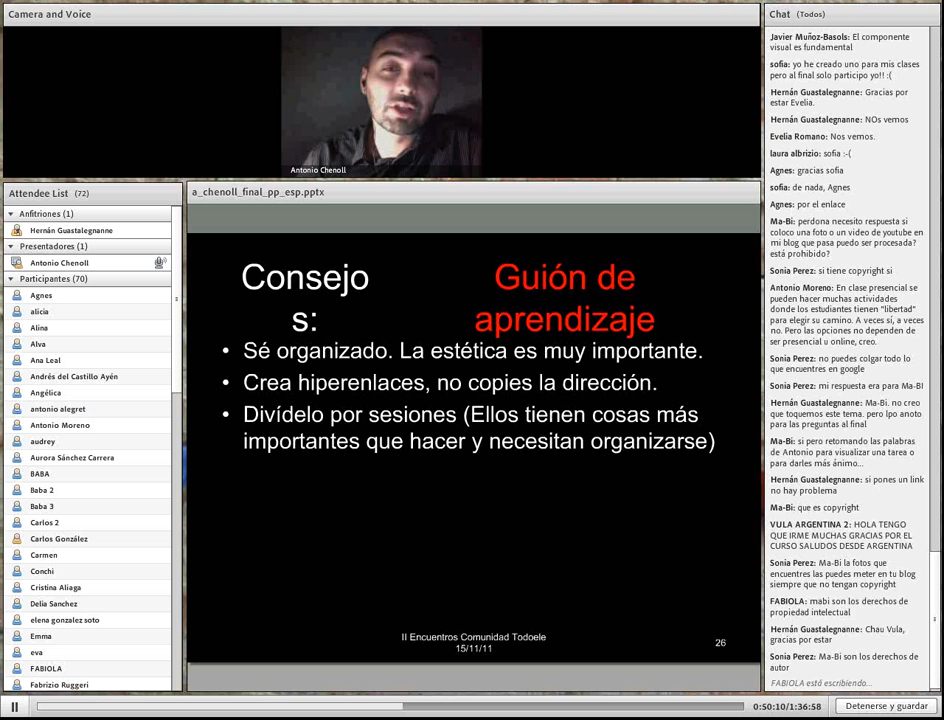 Camera and Voice
Antonio Chenoll
Attendee List (72)
Anfitriones (1)
Hernán Guastalegnanne
Presentadores (1)
Antonio Chenoll
Participantes (70)
Agnes
alicia
Alina
Alva
Ana Leal
Andrés del Castillo Ayén
Angélica
antonio alegret
Antonio Moreno
audrey
Aurora Sánchez Carrera
BABA
Baba 2
Baba 3
Carlos 2
Carlos González
Carmen
Conchi
Cristina Aliaga
Delia Sanchez
elena gonzalez soto
Emma
eva
FABIOLA
Fabrizio Ruggeri
a_chenoll_final_pp_esp.pptx
Consejo
s:
Guión de
aprendizaje
• Sé organizado. La estética es muy importante.
• Crea hiperenlaces, no copies la dirección.
• Divídelo por sesiones (Ellos tienen cosas más
importantes que hacer y necesitan organizarse)
II Encuentros Comunidad Todoele
15/11/11
26
Chat (Todos)
Javier Muñoz-Basols: El componente
visual es fundamental
sofia: yo he creado uno para mis clases
pero al final solo participo yo!! :(
Hernán Guastalegnanne: Gracias por
estar Evelia.
Hernán Guastalegnanne: NOs vemos
Evelia Romano: Nos vemos.
laura albrizio: sofia :-(
Agnes: gracias sofia
sofia: de nada, Agnes
Agnes: por el enlace
Ma-Bi: perdona necesito respuesta si
coloco una foto o un video de youtube en
mi blog que pasa puedo ser procesada?
está prohibido?
Sonia Perez: si tiene copyright si
Antonio Moreno: En clase presencial se
pueden hacer muchas actividades
donde los estudiantes tienen "libertad"
para elegir su camino. A veces sí, a veces
no. Pero las opciones no dependen de
ser presencial u online, creo.
Sonia Perez: no puedes colgar todo lo
que encuentres en google
Sonia Perez: mi respuesta era para Ma-BI
Hernán Guastalegnanne: Ma-Bi. no creo
que toquemos este tema. pero lpo anoto
para las preguntas al final
Ma-Bi: si pero retomando las palabras
de Antonio para visualizar una tarea o
para darles más ánimo...
Hernán Guastalegnanne: si pones un link
no hay problema
Ma-Bi: que es copyright
VULA ARGENTINA 2: HOLA TENGO
QUE IRME MUCHAS GRACIAS POR EL
CURSO SALUDOS DESDE ARGENTINA
Sonia Perez: Ma-Bi la fotos que
encuentres las puedes meter en tu blog
siempre que no tengan copyright
FABIOLA: mabi son los derechos de
propiedad intelectual
Hernán Guastalegnanne: Chau Vula,
gracias por estar
Sonia Perez: Ma-Bi son los derechos de
autor
FABIOLA está escribiendo...
0:50:10/1:36:58
Detenerse y guardar